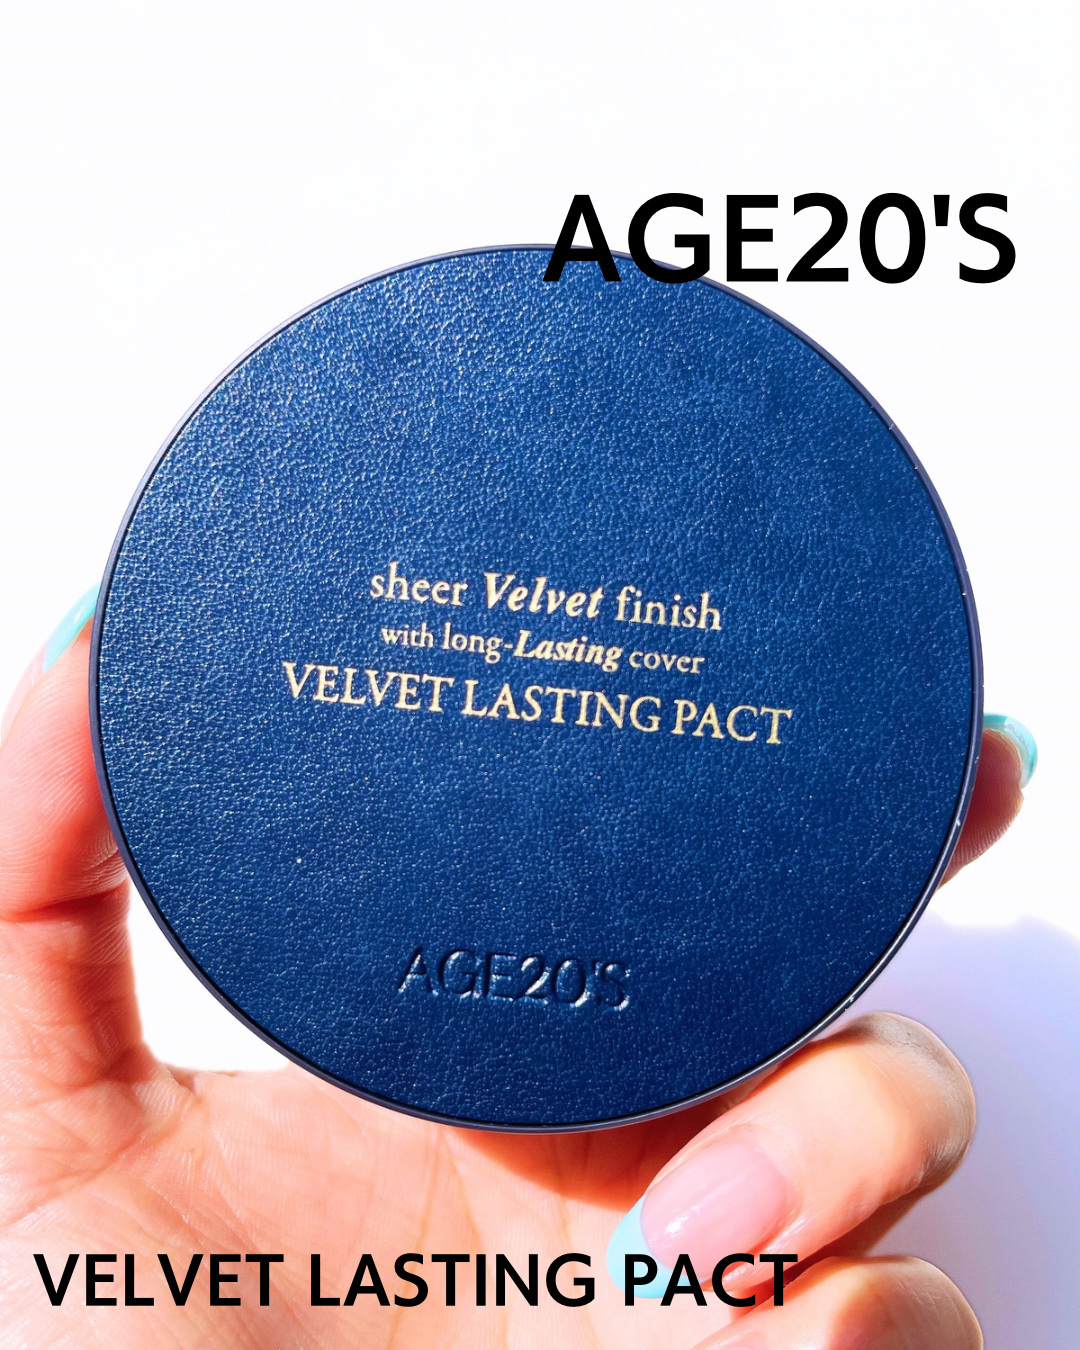 AGE20'S
sheer Velvet finish
with long-Lasting cover
VELVET LASTING PACT
AGE20'S
VELVET LASTING PACT